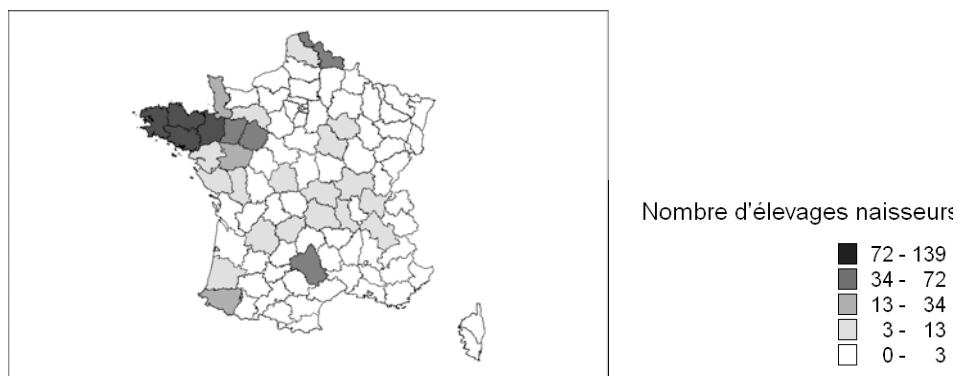 Nombre d'élevages naisseurs
72 - 139
34 - 72
13 - 34
3 - 13
0 - 3